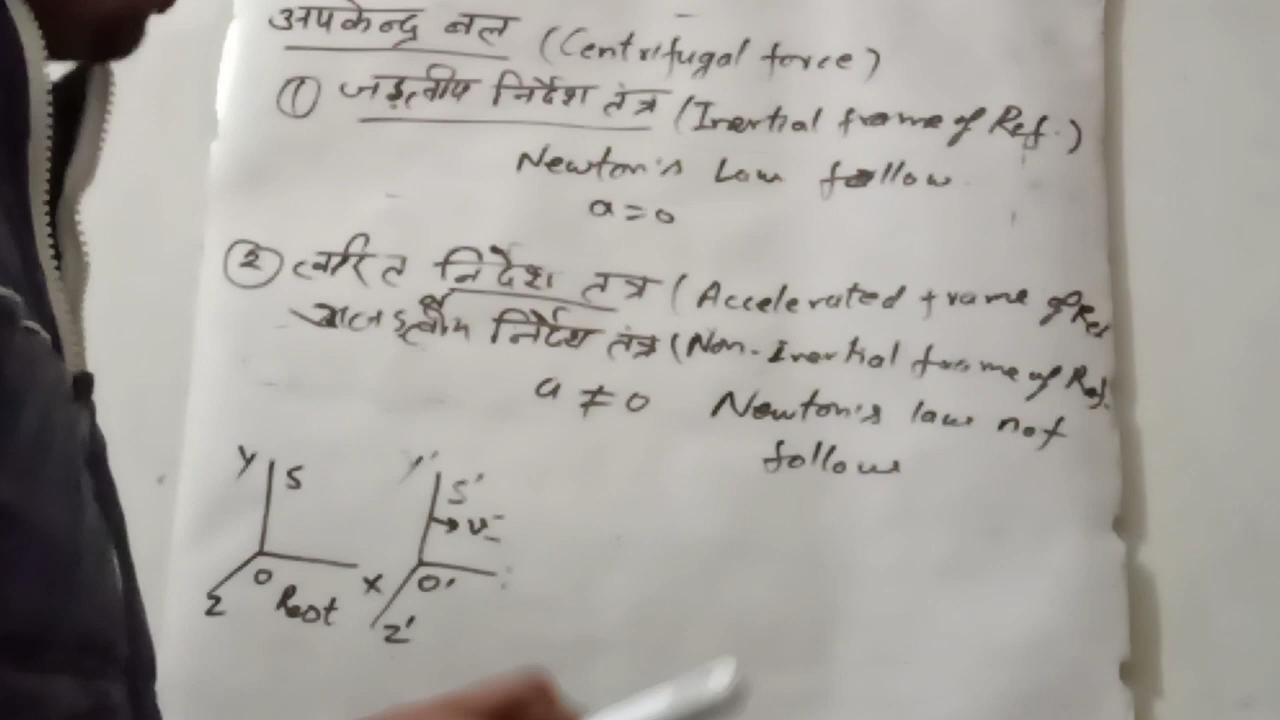 अपकेन्द्र बल (Centrifugal force)
① जड़त्वीय निर्देश तंत्र (Inertial frame of Ref.)
Newton's Law follow
a = 0
② त्वरित निर्देश तंत्र (Accelerated frame of Ref
अजड़त्वीय निर्देश तंत्र (Non-Inertial frame of Ref.
a ≠ 0 Newton's law not
follow
Y S Y' S'
→ v
O X O'
Z Rest Z'